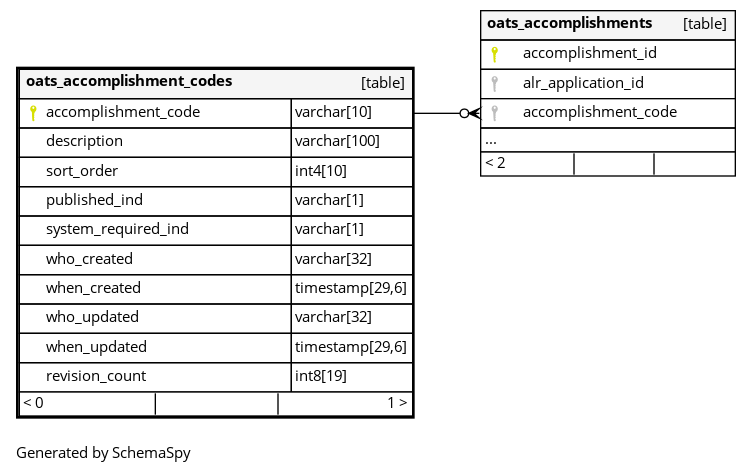 oats_accomplishments [table]
accomplishment_id
alr_application_id
accomplishment_code
...
< 2
oats_accomplishment_codes [table]
accomplishment_code varchar[10]
description varchar[100]
sort_order int4[10]
published_ind varchar[1]
system_required_ind varchar[1]
who_created varchar[32]
when_created timestamp[29,6]
who_updated varchar[32]
when_updated timestamp[29,6]
revision_count int8[19]
< 0 1 >
Generated by SchemaSpy